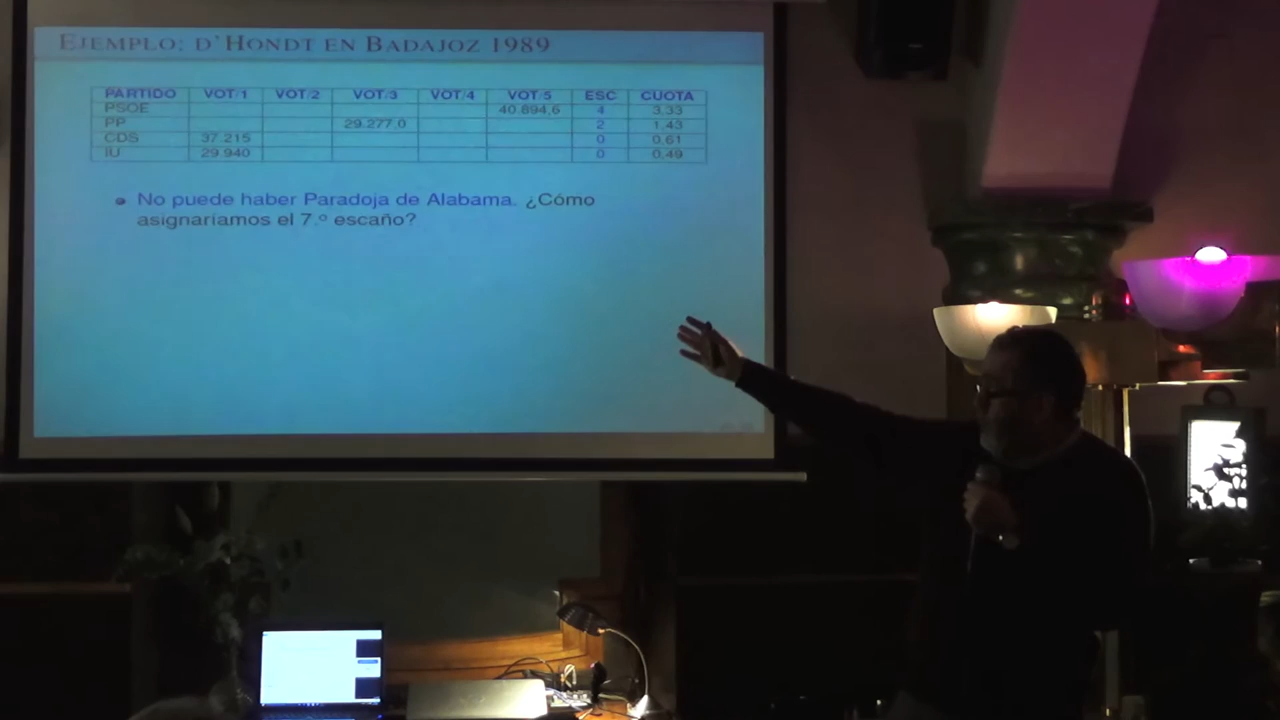 EJEMPLO: D'HONDT EN BADAJOZ 1989
PARTIDO VOT/1 VOT/2 VOT/3 VOT/4 VOT/5 ESC CUOTA
PSOE 40.894,6 4 3,33
PP 29.277,0 2 1,43
CDS 37.215 0 0,61
IU 29.940 0 0,49
No puede haber Paradoja de Alabama. ¿Cómo
asignaríamos el 7.º escaño?